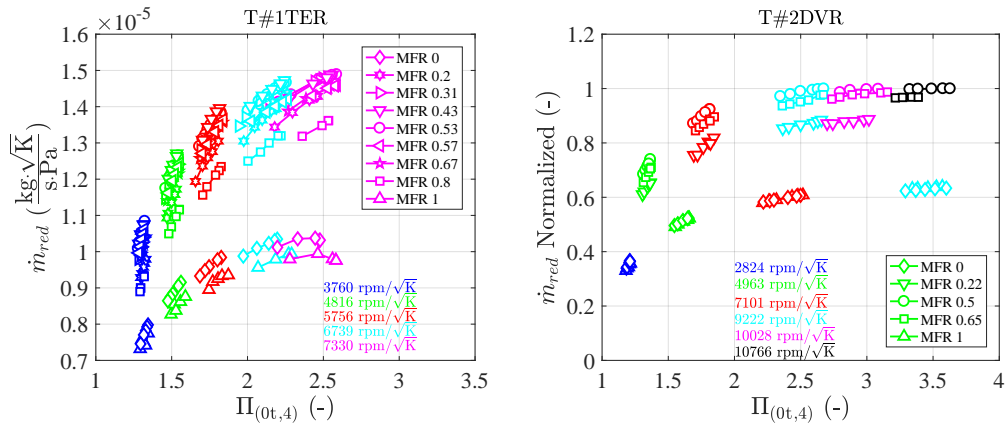 T#1TER
×10⁻⁵
1.6
1.5
1.4
1.3
1.2
1.1
1
0.9
0.8
0.7
ṁ_red (kg·√K / s.Pa)
MFR 0
MFR 0.2
MFR 0.31
MFR 0.43
MFR 0.53
MFR 0.57
MFR 0.67
MFR 0.8
MFR 1
3760 rpm/√K
4816 rpm/√K
5756 rpm/√K
6739 rpm/√K
7330 rpm/√K
1 1.5 2 2.5 3 3.5
Π(0t,4) (-)
T#2DVR
1.2
1
0.8
0.6
0.4
0.2
0
ṁ_red Normalized (-)
2824 rpm/√K
4963 rpm/√K
7101 rpm/√K
9222 rpm/√K
10028 rpm/√K
10766 rpm/√K
MFR 0
MFR 0.22
MFR 0.5
MFR 0.65
MFR 1
1 1.5 2 2.5 3 3.5 4
Π(0t,4) (-)